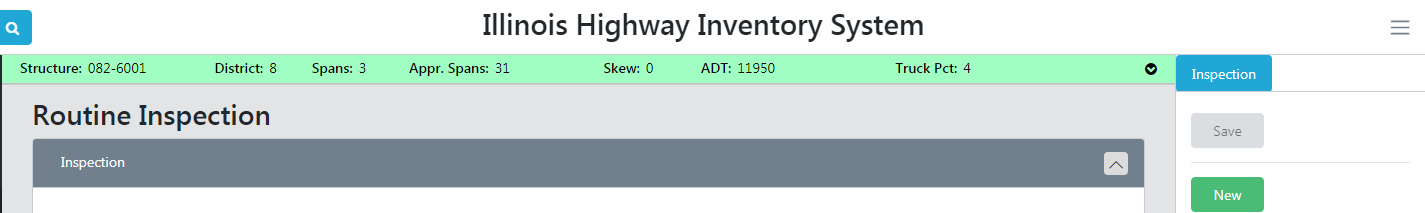 Illinois Highway Inventory System
Structure: 082-6001 District: 8 Spans: 3 Appr. Spans: 31 Skew: 0 ADT: 11950 Truck Pct: 4
Inspection
Routine Inspection
Save
Inspection
New